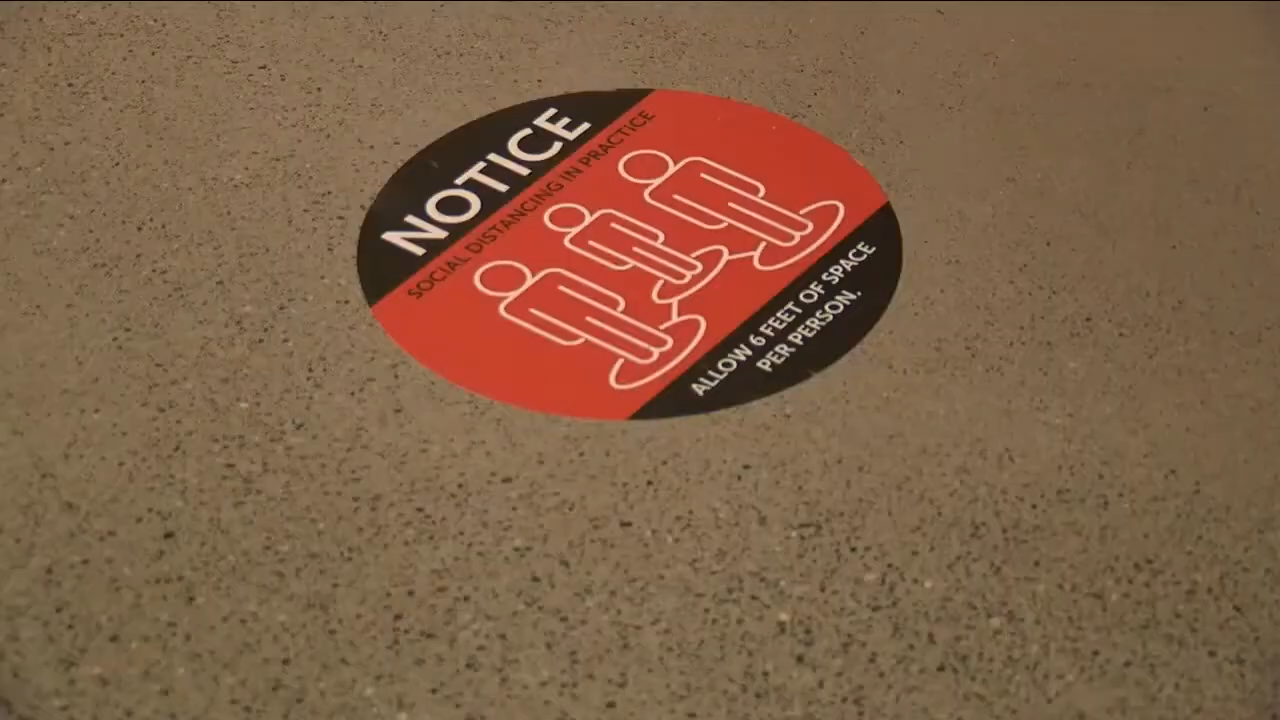 NOTICE
SOCIAL DISTANCING IN PRACTICE
ALLOW 6 FEET OF SPACE
PER PERSON.